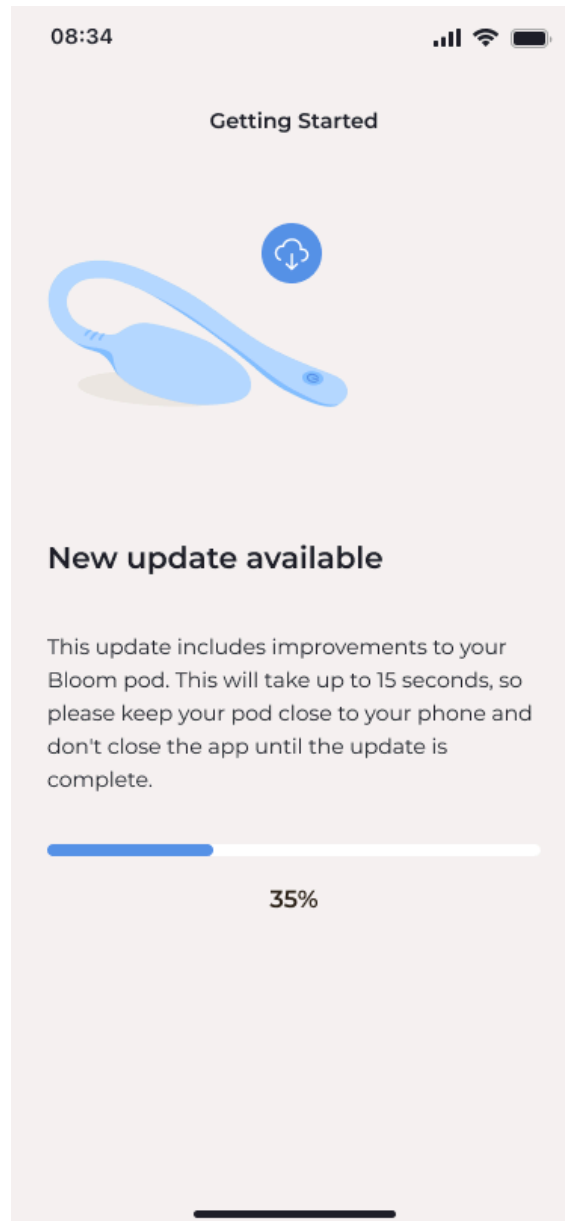 08:34
Getting Started
New update available
This update includes improvements to your
Bloom pod. This will take up to 15 seconds, so
please keep your pod close to your phone and
don't close the app until the update is
complete.
35%